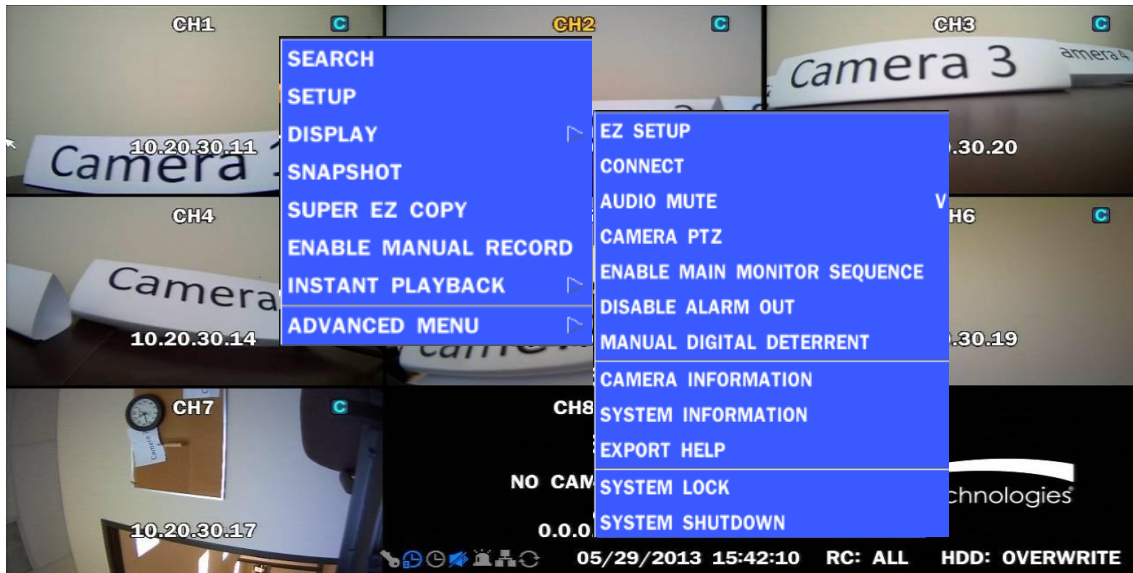 CH1
C
CH2
C
CH3
C
Camera 3
amera4
10.20.30.11
Camera
.30.20
SEARCH
SETUP
DISPLAY
SNAPSHOT
SUPER EZ COPY
ENABLE MANUAL RECORD
INSTANT PLAYBACK
ADVANCED MENU
EZ SETUP
CONNECT
AUDIO MUTE V
CAMERA PTZ
ENABLE MAIN MONITOR SEQUENCE
DISABLE ALARM OUT
MANUAL DIGITAL DETERRENT
CAMERA INFORMATION
SYSTEM INFORMATION
EXPORT HELP
SYSTEM LOCK
SYSTEM SHUTDOWN
CH4
H6
C
Camera
10.20.30.14
.30.19
CH7
C
CH8
Camera
NO CAM
10.20.30.17
0.0.0.
chnologies
05/29/2013 15:42:10 RC: ALL HDD: OVERWRITE